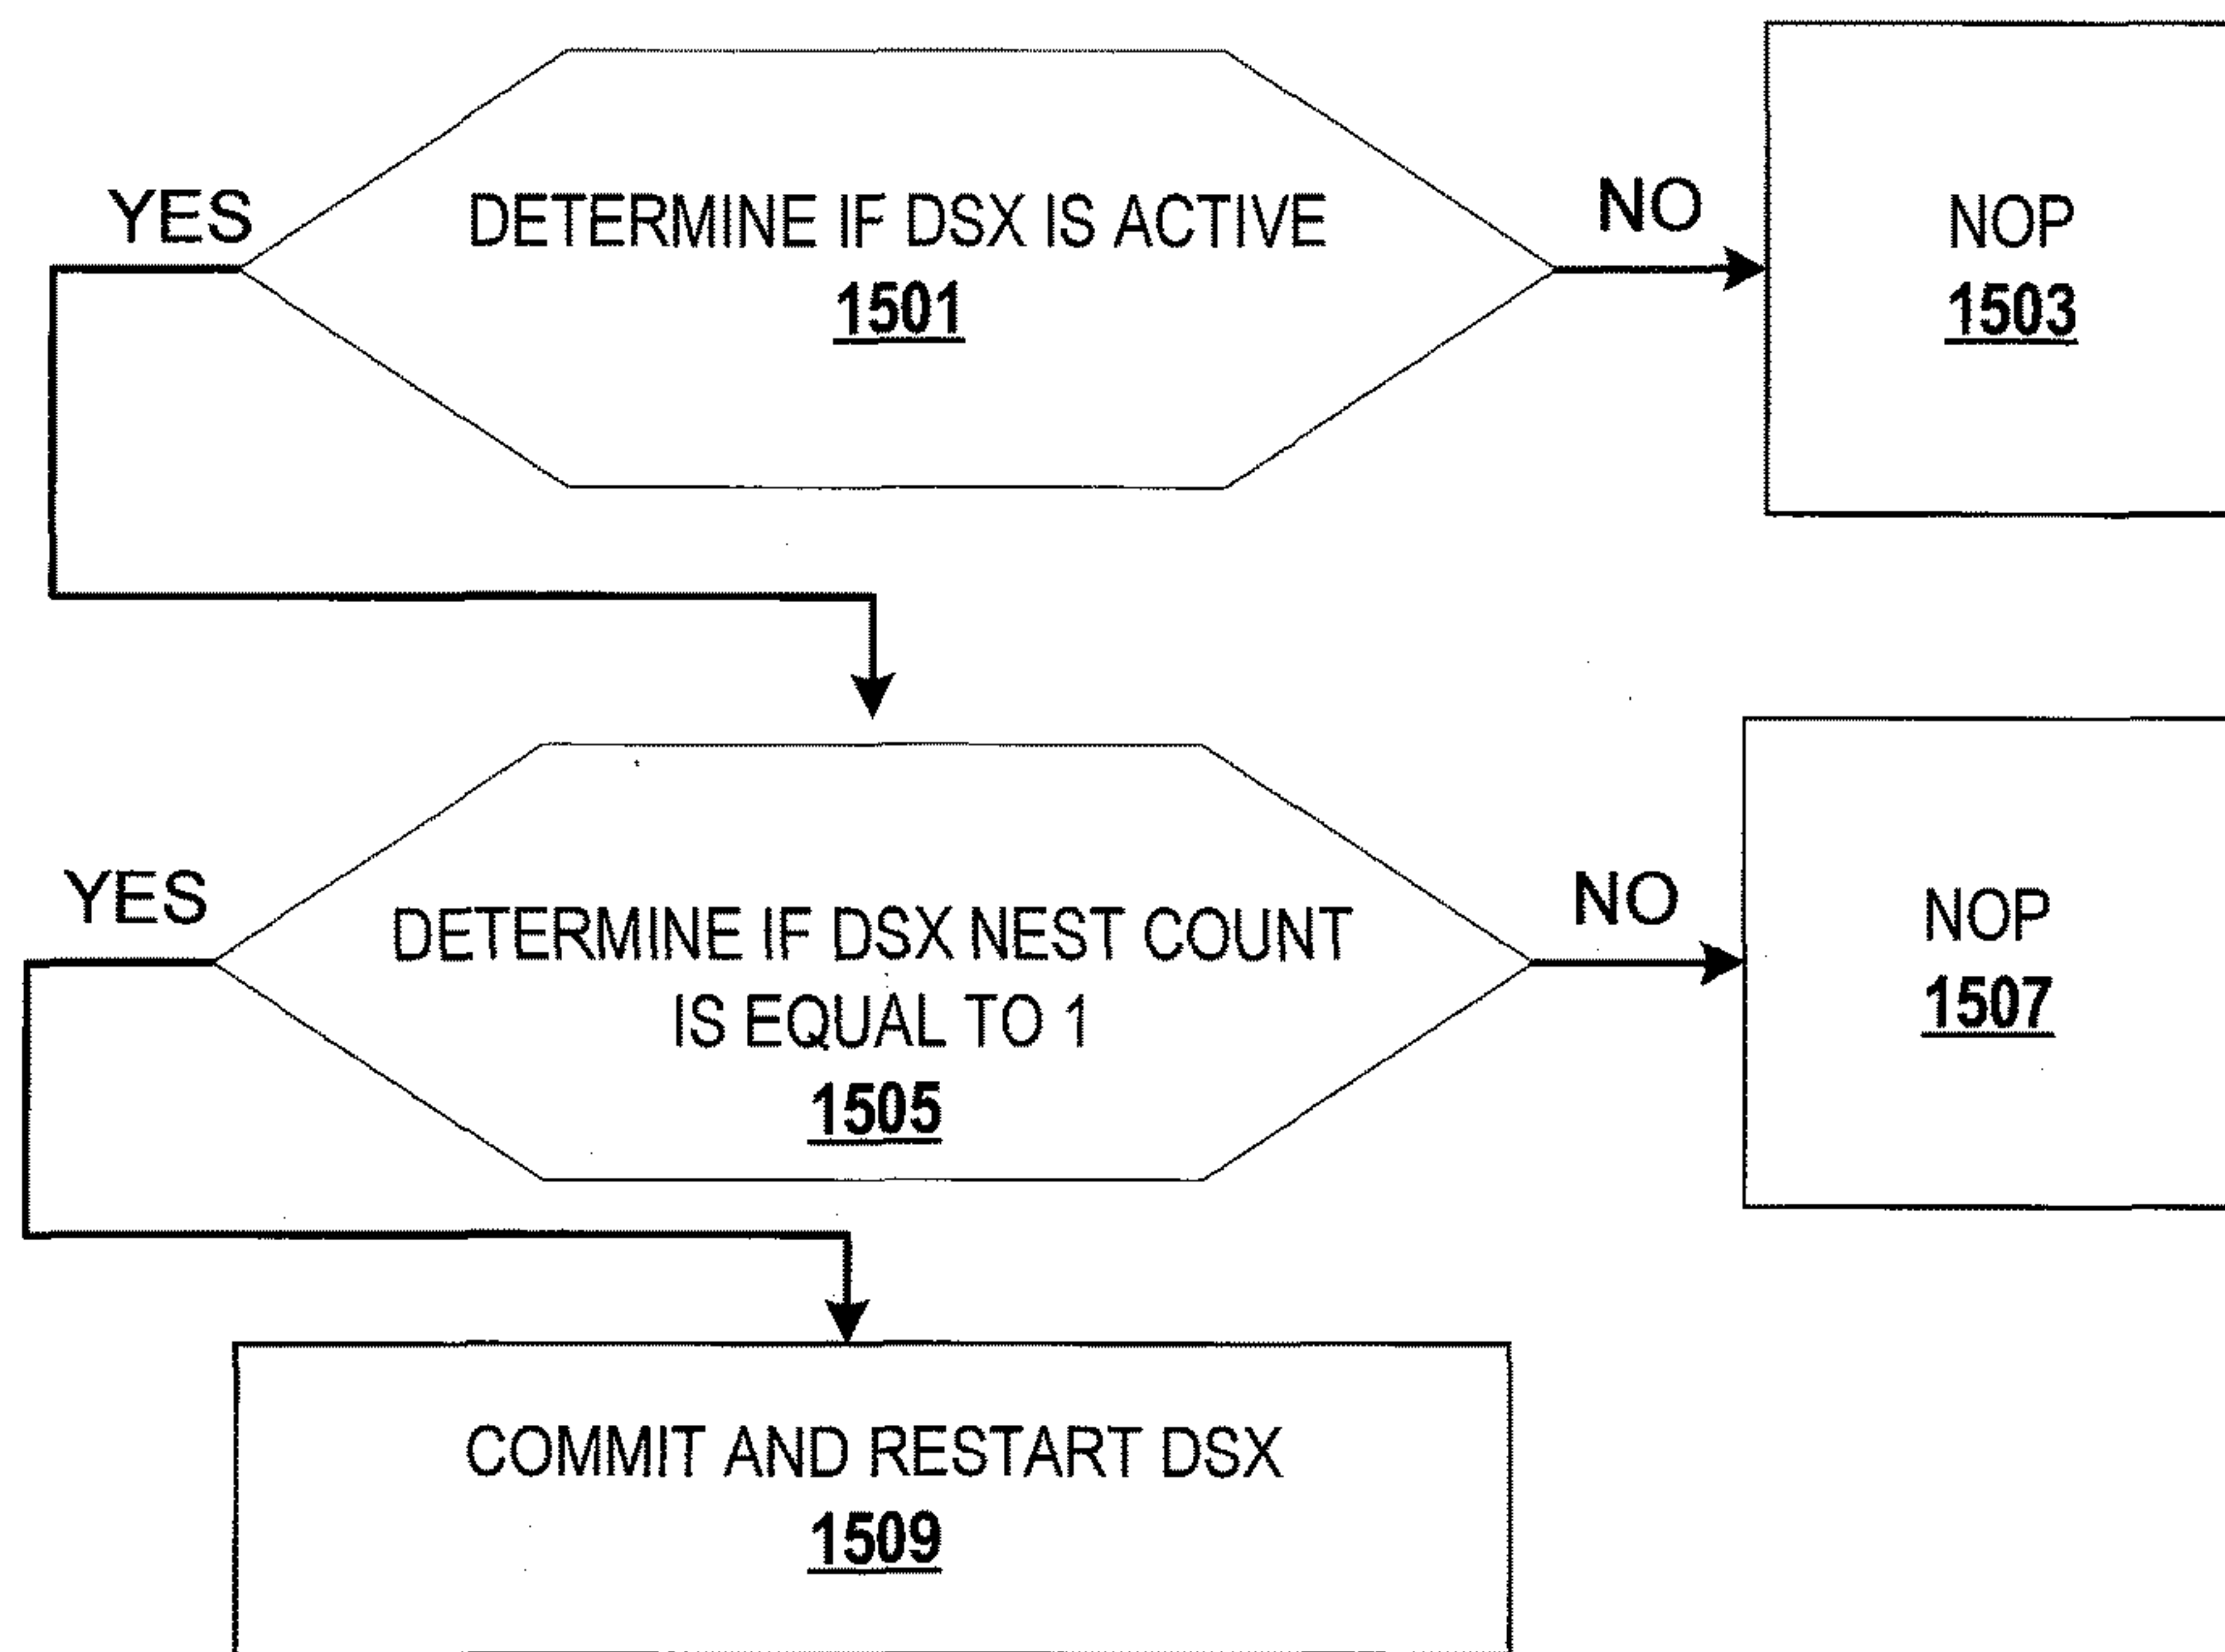 YES
DETERMINE IF DSX IS ACTIVE
1501
NO
NOP
1503
YES
DETERMINE IF DSX NEST COUNT
IS EQUAL TO 1
1505
NO
NOP
1507
COMMIT AND RESTART DSX
1509